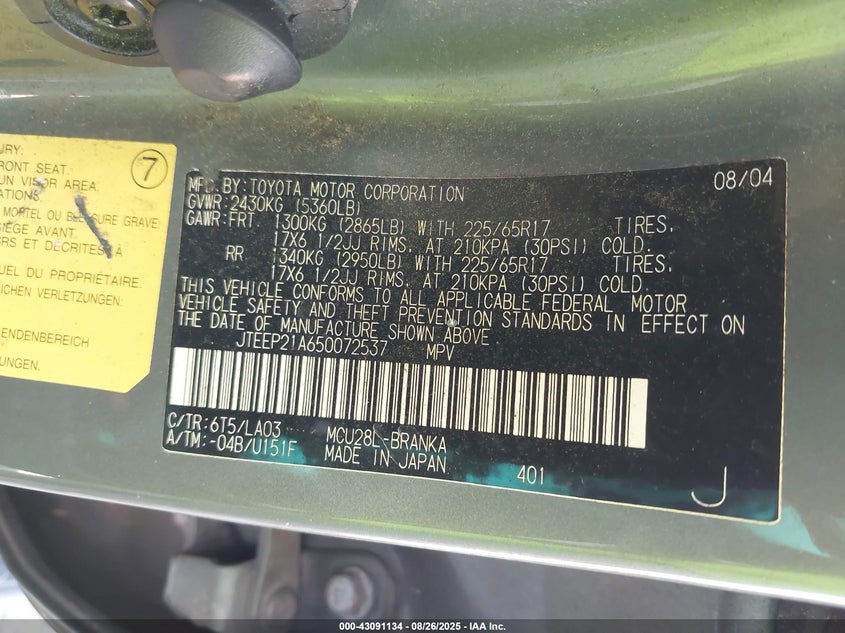 URY:
RONT SEAT.
UN VISOR AREA.
ATIONS.
MORTEL OU BLESSURE GRAVE
SIÈGE AVANT.
RS ET DÉCRITES À
UEL DU PROPRIÉTAIRE.
LICHEN VERLETZUNGEN:
ENDENBEREICH
TUNGEN.
7
MFD. BY: TOYOTA MOTOR CORPORATION 08/04
GVWR: 2430KG (5360LB)
GAWR: FRT 1300KG (2865LB) WITH 225/65R17 TIRES,
17X6 1/2JJ RIMS, AT 210KPA (30PSI) COLD.
RR 1340KG (2950LB) WITH 225/65R17 TIRES,
17X6 1/2JJ RIMS, AT 210KPA (30PSI) COLD.
THIS VEHICLE CONFORMS TO ALL APPLICABLE FEDERAL MOTOR
VEHICLE SAFETY AND THEFT PREVENTION STANDARDS IN EFFECT ON
THE DATE OF MANUFACTURE SHOWN ABOVE
JTEEP21A650072537 MPV
C/TR: 6T5/LA03 MCU28L-BRANKA
A/TM: -04B/U151F MADE IN JAPAN
401
J
000-43091134 - 08/26/2025 - IAA Inc.